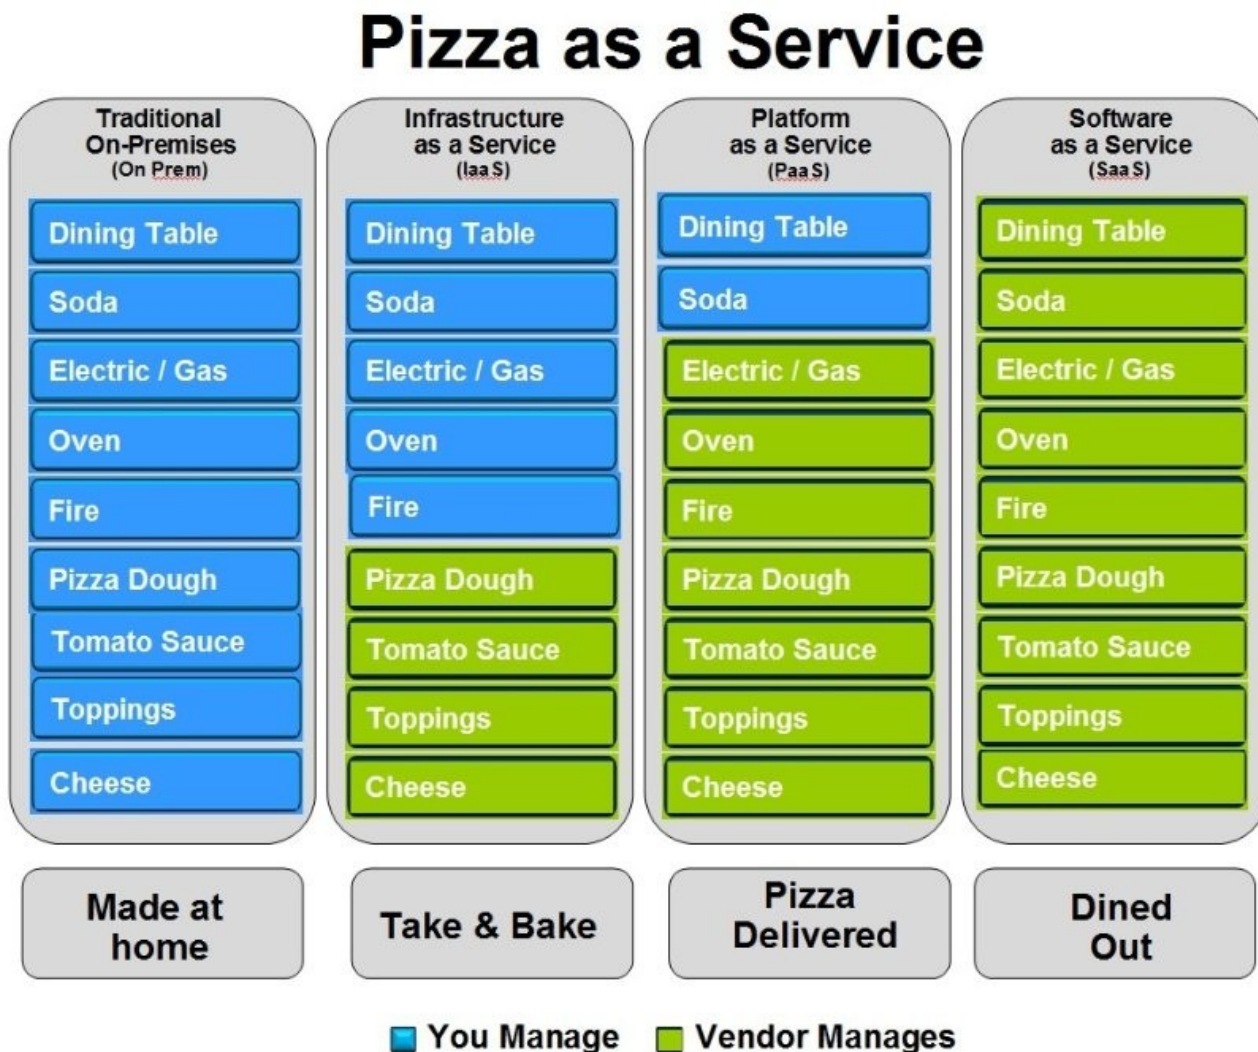 Pizza as a Service
Traditional
On-Premises
(On Prem)
Dining Table
Soda
Electric / Gas
Oven
Fire
Pizza Dough
Tomato Sauce
Toppings
Cheese
Made at
home
Infrastructure
as a Service
(IaaS)
Dining Table
Soda
Electric / Gas
Oven
Fire
Pizza Dough
Tomato Sauce
Toppings
Cheese
Take & Bake
Platform
as a Service
(PaaS)
Dining Table
Soda
Electric / Gas
Oven
Fire
Pizza Dough
Tomato Sauce
Toppings
Cheese
Pizza
Delivered
Software
as a Service
(SaaS)
Dining Table
Soda
Electric / Gas
Oven
Fire
Pizza Dough
Tomato Sauce
Toppings
Cheese
Dined
Out
You Manage
Vendor Manages